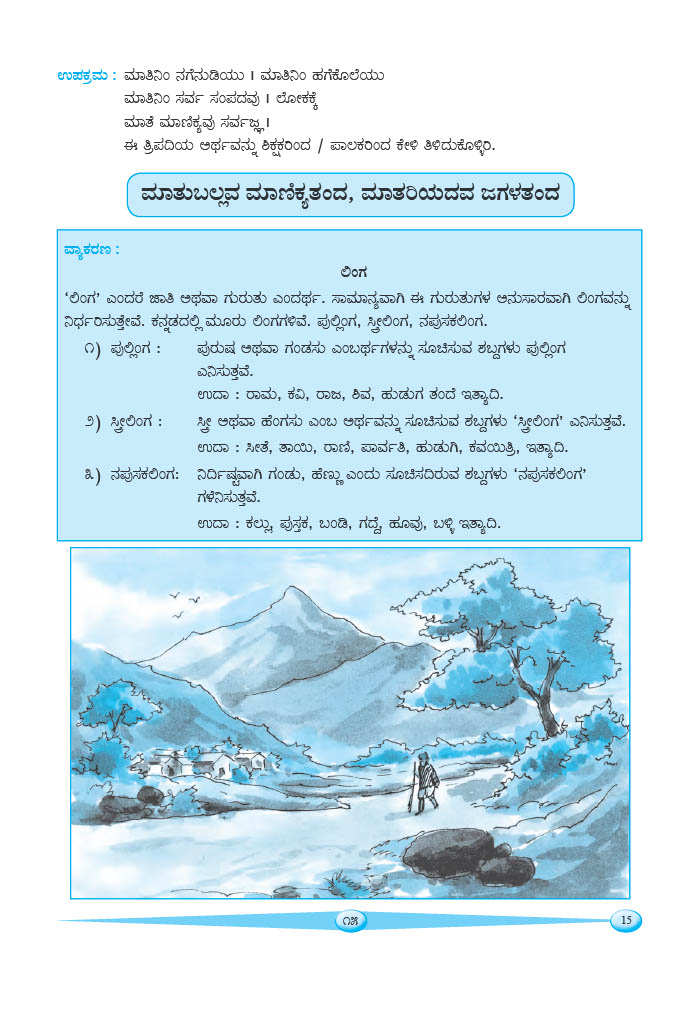 ಉಪಕ್ರಮ : ಮಾತಿನಿಂ ನಗೆನುಡಿಯು । ಮಾತಿನಿಂ ಹಗೆಕೊಲೆಯು
ಮಾತಿನಿಂ ಸರ್ವ ಸಂಪದವು । ಲೋಕಕ್ಕೆ
ಮಾತೆ ಮಾಣಿಕ್ಯವು ಸರ್ವಜ್ಞ ।
ಈ ತ್ರಿಪದಿಯ ಅರ್ಥವನ್ನು ಶಿಕ್ಷಕರಿಂದ / ಪಾಲಕರಿಂದ ಕೇಳಿ ತಿಳಿದುಕೊಳ್ಳಿರಿ.
ಮಾತುಬಲ್ಲವ ಮಾಣಿಕ್ಯತಂದ, ಮಾತರಿಯದವ ಜಗಳತಂದ
ವ್ಯಾಕರಣ :
ಲಿಂಗ
‘ಲಿಂಗ’ ಎಂದರೆ ಜಾತಿ ಅಥವಾ ಗುರುತು ಎಂದರ್ಥ. ಸಾಮಾನ್ಯವಾಗಿ ಈ ಗುರುತುಗಳ ಅನುಸಾರವಾಗಿ ಲಿಂಗವನ್ನು
ನಿರ್ಧರಿಸುತ್ತೇವೆ. ಕನ್ನಡದಲ್ಲಿ ಮೂರು ಲಿಂಗಗಳಿವೆ. ಪುಲ್ಲಿಂಗ, ಸ್ತ್ರೀಲಿಂಗ, ನಪುಸಕಲಿಂಗ.
೧) ಪುಲ್ಲಿಂಗ : ಪುರುಷ ಅಥವಾ ಗಂಡಸು ಎಂಬರ್ಥಗಳನ್ನು ಸೂಚಿಸುವ ಶಬ್ದಗಳು ಪುಲ್ಲಿಂಗ
ಎನಿಸುತ್ತವೆ.
ಉದಾ : ರಾಮ, ಕವಿ, ರಾಜ, ಶಿವ, ಹುಡುಗ ತಂದೆ ಇತ್ಯಾದಿ.
೨) ಸ್ತ್ರೀಲಿಂಗ : ಸ್ತ್ರೀ ಅಥವಾ ಹೆಂಗಸು ಎಂಬ ಅರ್ಥವನ್ನು ಸೂಚಿಸುವ ಶಬ್ದಗಳು ‘ಸ್ತ್ರೀಲಿಂಗ’ ಎನಿಸುತ್ತವೆ.
ಉದಾ : ಸೀತೆ, ತಾಯಿ, ರಾಣಿ, ಪಾರ್ವತಿ, ಹುಡುಗಿ, ಕವಯಿತ್ರಿ, ಇತ್ಯಾದಿ.
೩) ನಪುಸಕಲಿಂಗ: ನಿರ್ದಿಷ್ಟವಾಗಿ ಗಂಡು, ಹೆಣ್ಣು ಎಂದು ಸೂಚಿಸದಿರುವ ಶಬ್ದಗಳು ‘ನಪುಸಕಲಿಂಗ’
ಗಳೆನಿಸುತ್ತವೆ.
ಉದಾ : ಕಲ್ಲು, ಪುಸ್ತಕ, ಬಂಡಿ, ಗದ್ದೆ, ಹೂವು, ಬಳ್ಳಿ ಇತ್ಯಾದಿ.
೧೫ 15